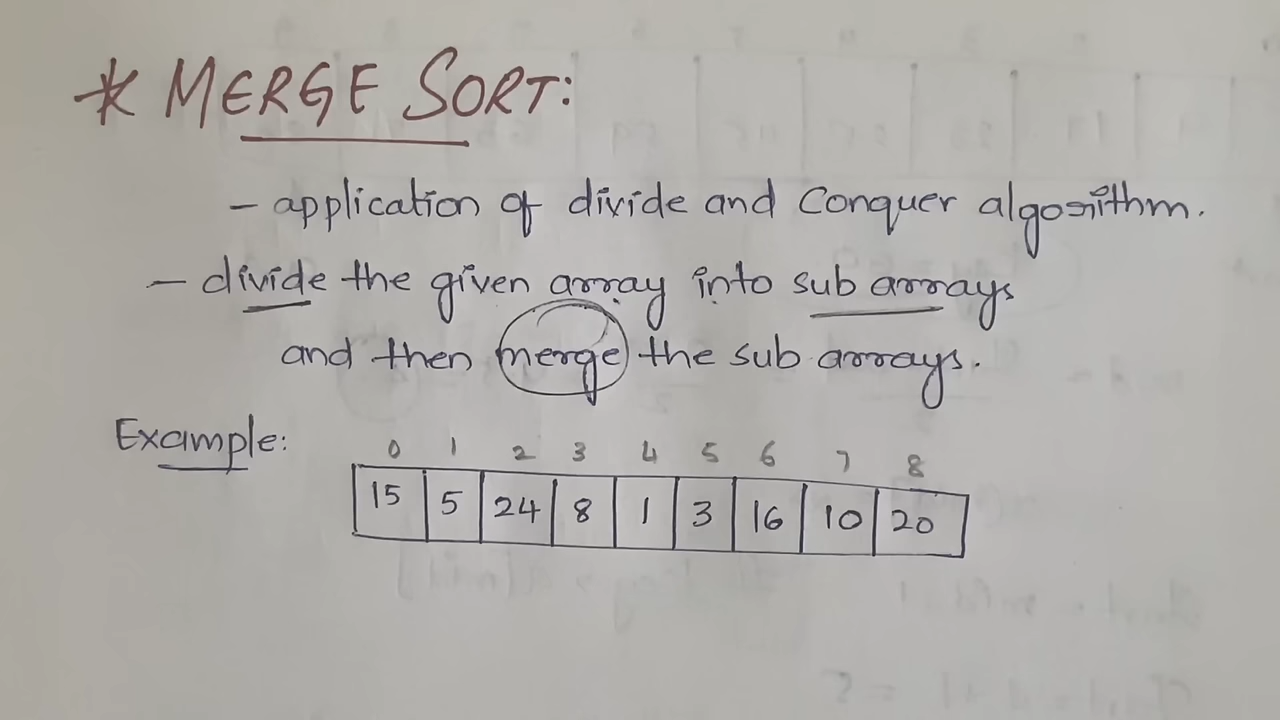 * MERGE SORT:
- application of divide and Conquer algorithm.
- divide the given array into sub arrays
and then merge the sub arrays.
Example:
0 1 2 3 4 5 6 7 8
15 5 24 8 1 3 16 10 20